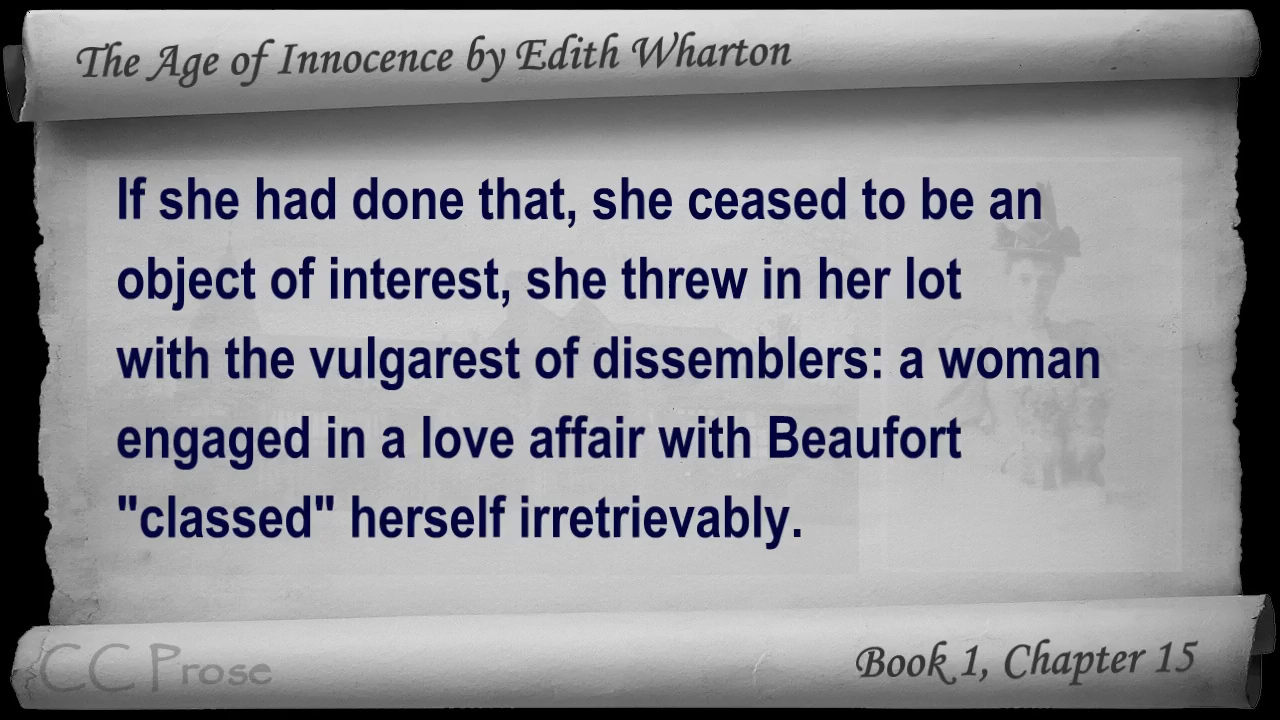 The Age of Innocence by Edith Wharton
If she had done that, she ceased to be an
object of interest, she threw in her lot
with the vulgarest of dissemblers: a woman
engaged in a love affair with Beaufort
"classed" herself irretrievably.
CC Prose
Book 1, Chapter 15